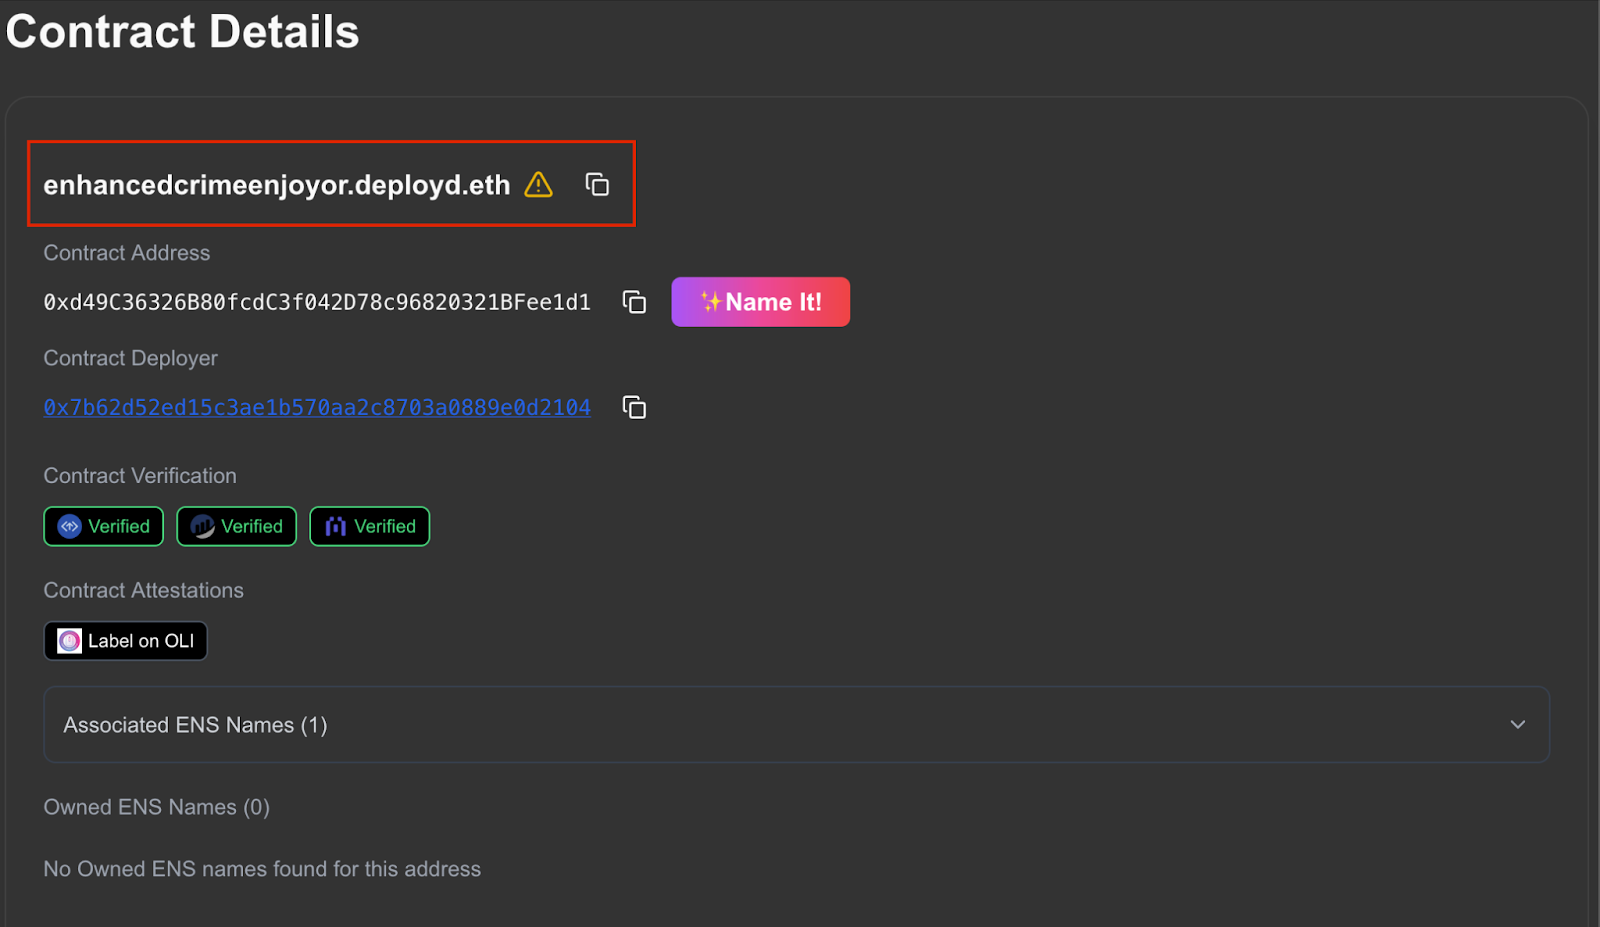 Contract Details
enhancedcrimeenjoyor.deployd.eth
Contract Address
0xd49C36326B80fcdC3f042D78c96820321BFee1d1
✨Name It!
Contract Deployer
0x7b62d52ed15c3ae1b570aa2c8703a0889e0d2104
Contract Verification
Verified Verified Verified
Contract Attestations
Label on OLI
Associated ENS Names (1)
Owned ENS Names (0)
No Owned ENS names found for this address